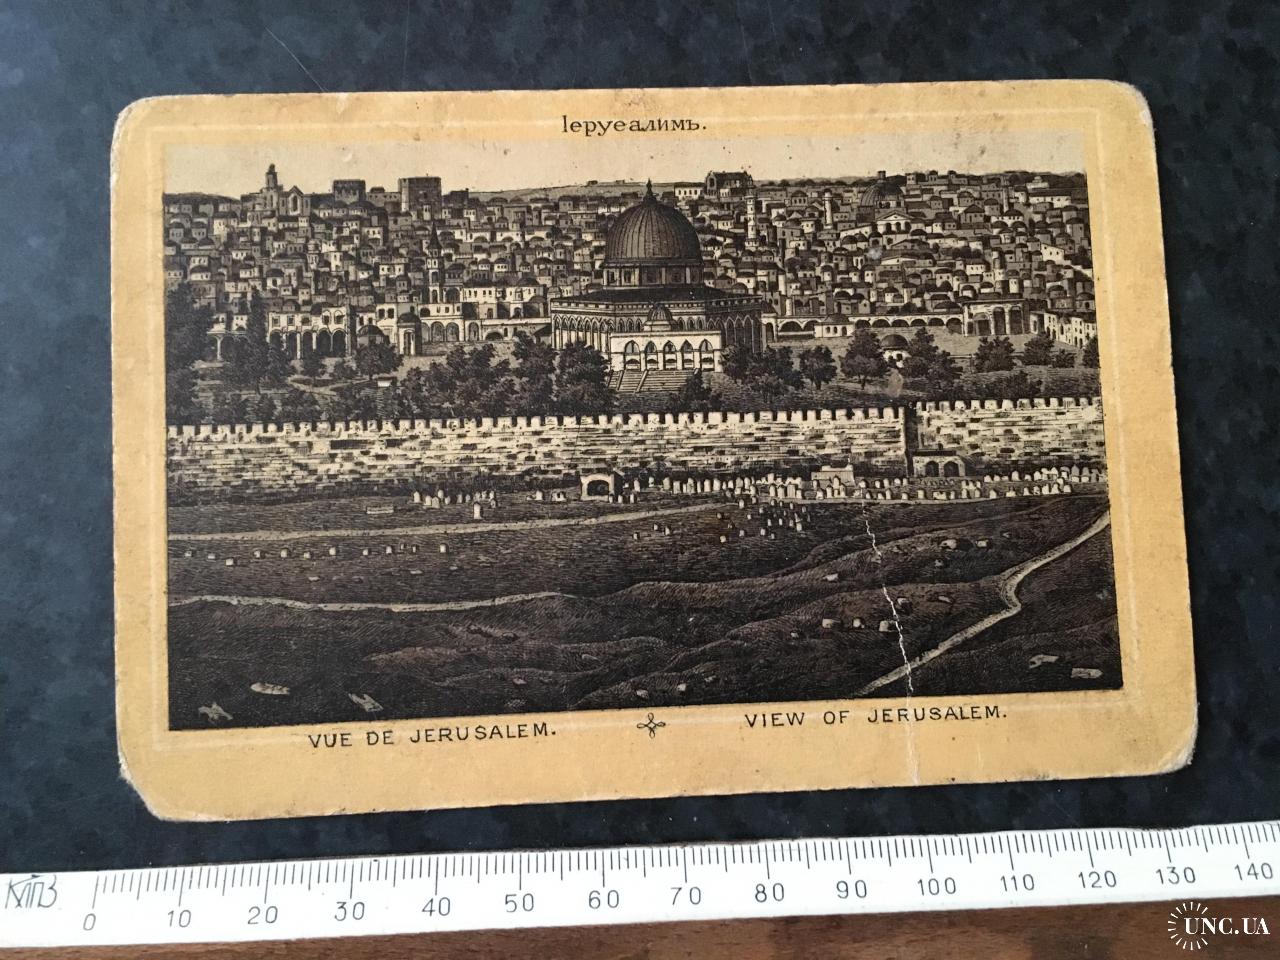 Іеруеалимъ.
VUE DE JERUSALEM.
VIEW OF JERUSALEM.
КПВ
0 10 20 30 40 50 60 70 80 90 100 110 120 130 140
UNC.UA